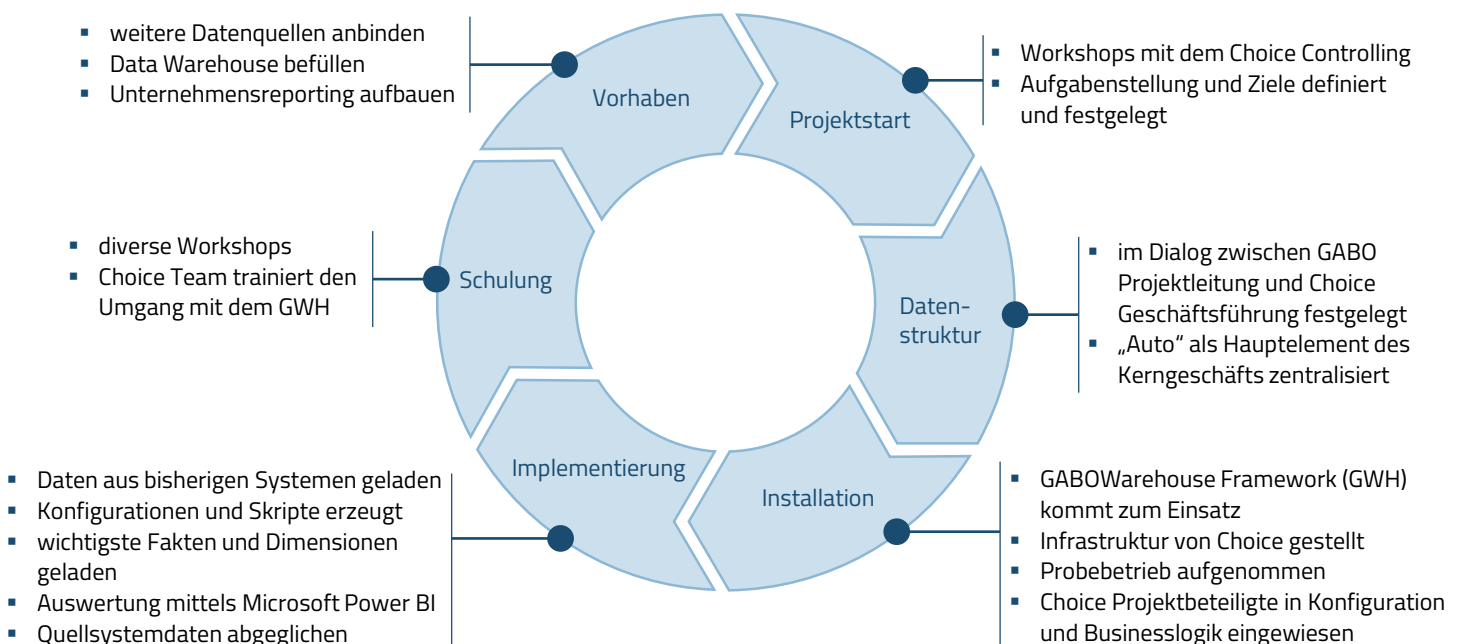 Projektstart
▪ Workshops mit dem Choice Controlling
▪ Aufgabenstellung und Ziele definiert
und festgelegt
Daten-
struktur
▪ im Dialog zwischen GABO
Projektleitung und Choice
Geschäftsführung festgelegt
▪ „Auto“ als Hauptelement des
Kerngeschäfts zentralisiert
Installation
▪ GABOWarehouse Framework (GWH)
kommt zum Einsatz
▪ Infrastruktur von Choice gestellt
▪ Probebetrieb aufgenommen
▪ Choice Projektbeteiligte in Konfiguration
und Businesslogik eingewiesen
Implementierung
▪ Daten aus bisherigen Systemen geladen
▪ Konfigurationen und Skripte erzeugt
▪ wichtigste Fakten und Dimensionen
geladen
▪ Auswertung mittels Microsoft Power BI
▪ Quellsystemdaten abgeglichen
Schulung
▪ diverse Workshops
▪ Choice Team trainiert den
Umgang mit dem GWH
Vorhaben
▪ weitere Datenquellen anbinden
▪ Data Warehouse befüllen
▪ Unternehmensreporting aufbauen